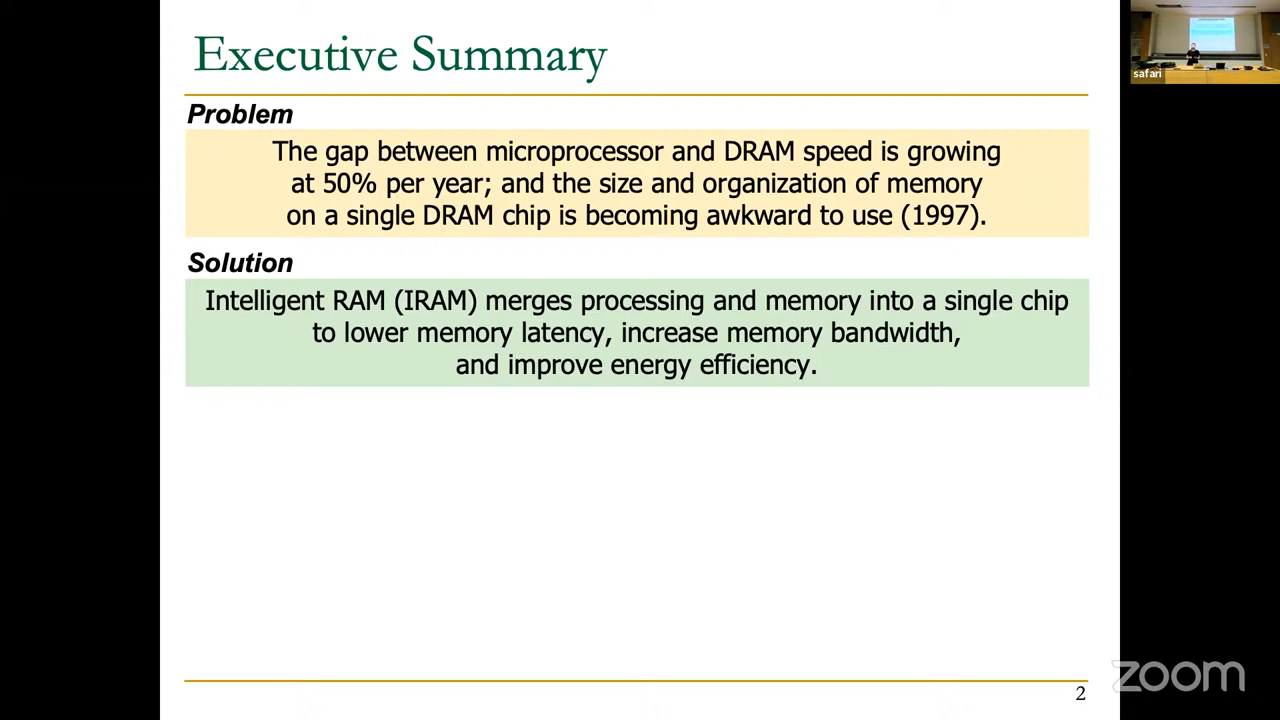 Executive Summary
safari
Problem
The gap between microprocessor and DRAM speed is growing
at 50% per year; and the size and organization of memory
on a single DRAM chip is becoming awkward to use (1997).
Solution
Intelligent RAM (IRAM) merges processing and memory into a single chip
to lower memory latency, increase memory bandwidth,
and improve energy efficiency.
2
zoom